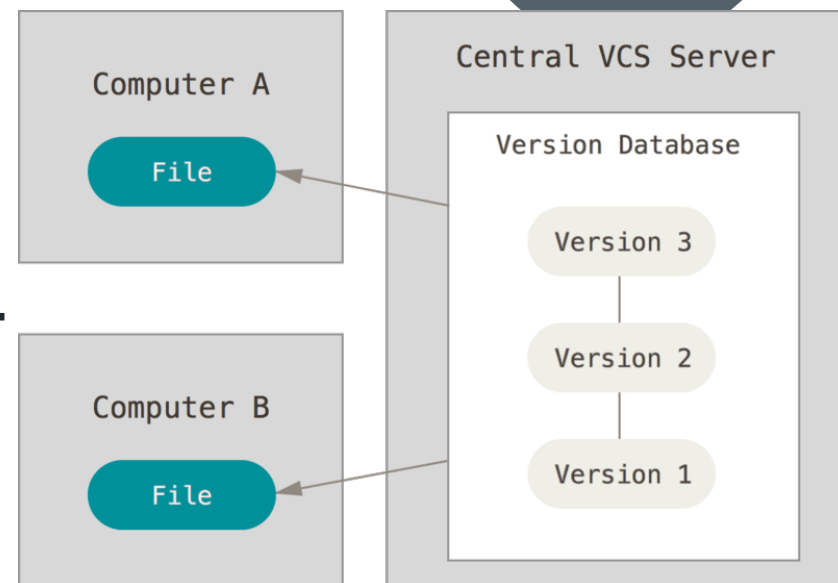 Computer A
File
Computer B
File
Central VCS Server
Version Database
Version 3
Version 2
Version 1